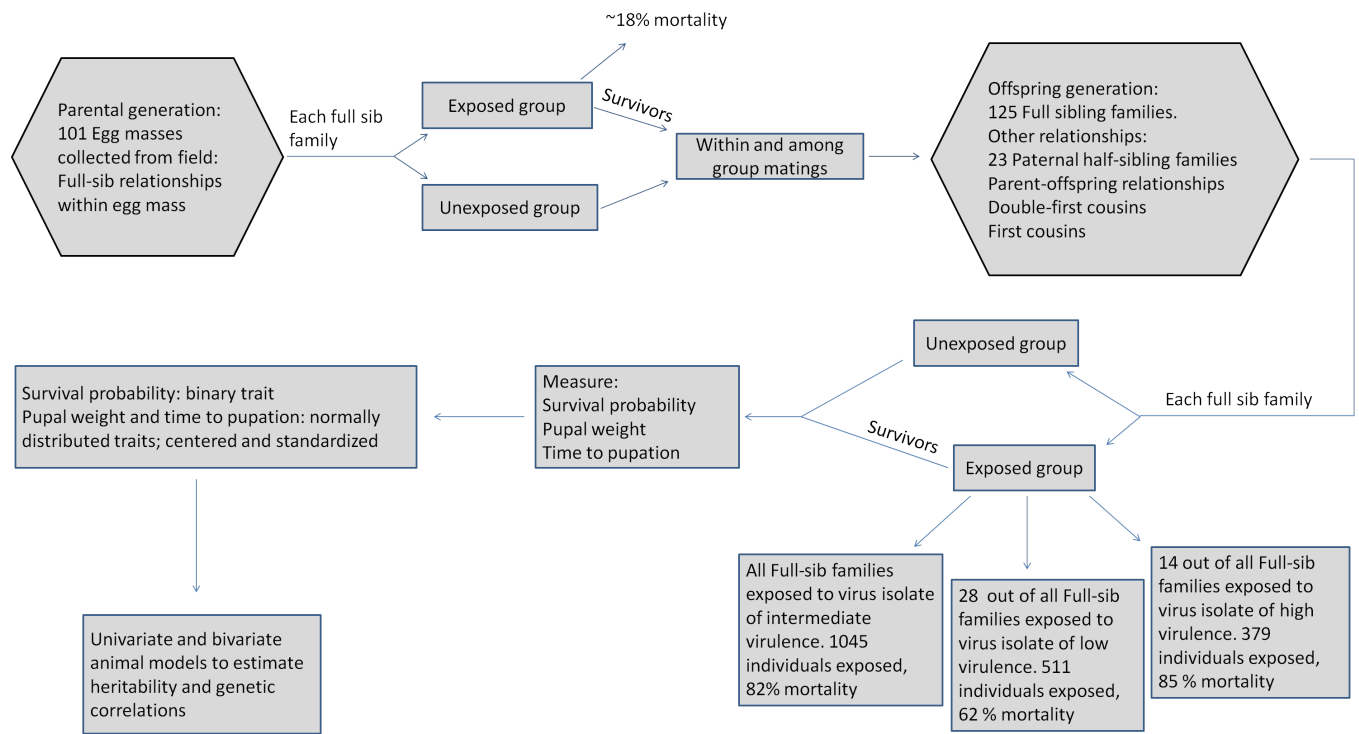 ~18% mortality
Parental generation:
101 Egg masses
collected from field:
Full-sib relationships
within egg mass
Each full sib
family
Exposed group
Unexposed group
Survivors
Within and among
group matings
Offspring generation:
125 Full sibling families.
Other relationships:
23 Paternal half-sibling families
Parent-offspring relationships
Double-first cousins
First cousins
Each full sib family
Unexposed group
Exposed group
Survivors
All Full-sib families
exposed to virus isolate
of intermediate
virulence. 1045
individuals exposed,
82% mortality
28  out of all Full-sib
families exposed to
virus isolate of low
virulence. 511
individuals exposed,
62 % mortality
14 out of all Full-sib
families exposed to
virus isolate of high
virulence. 379
individuals exposed,
85 % mortality
Measure:
Survival probability
Pupal weight
Time to pupation
Survival probability: binary trait
Pupal weight and time to pupation: normally
distributed traits; centered and standardized
Univariate and bivariate
animal models to estimate
heritability and genetic
correlations